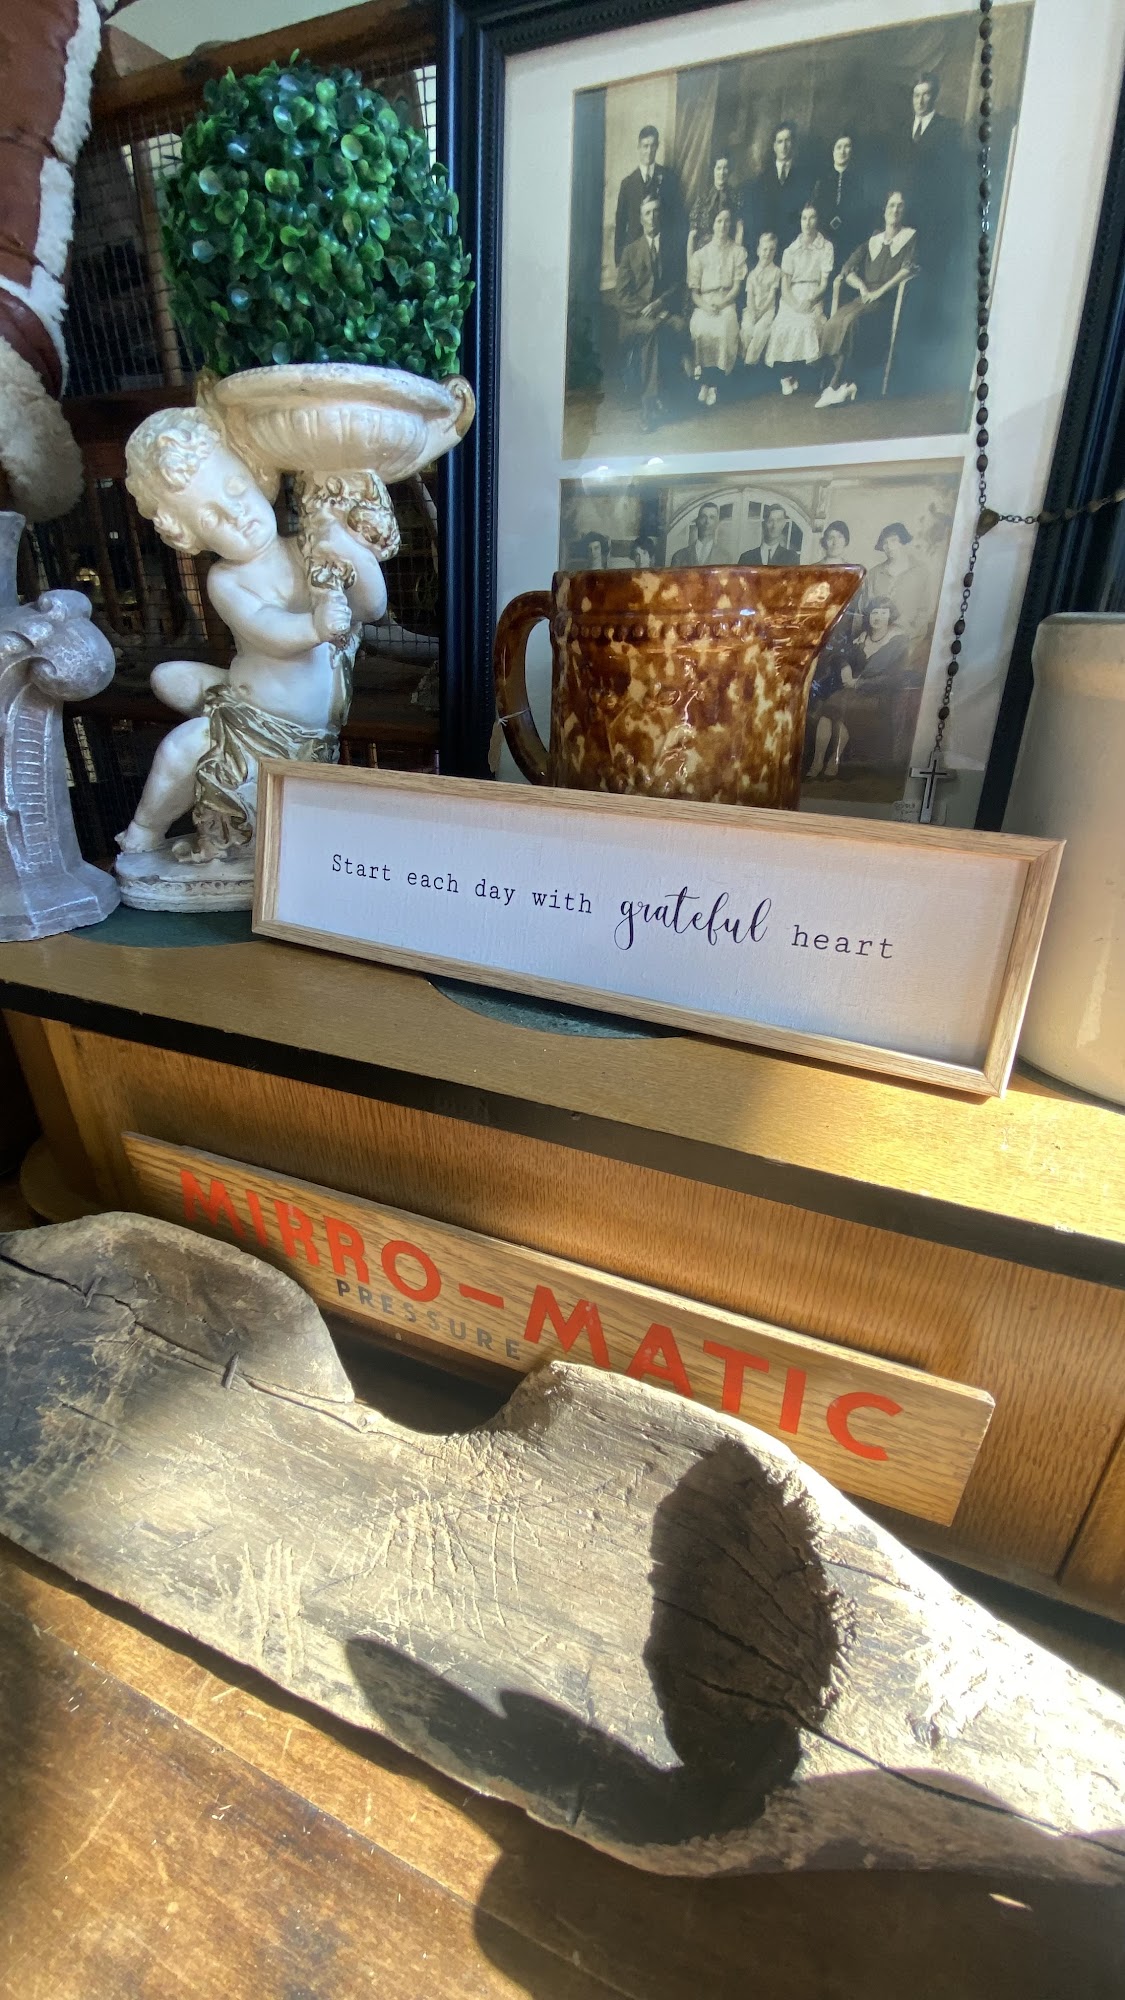 Start each day with grateful heart
MIRRO-MATIC
PRESSURE